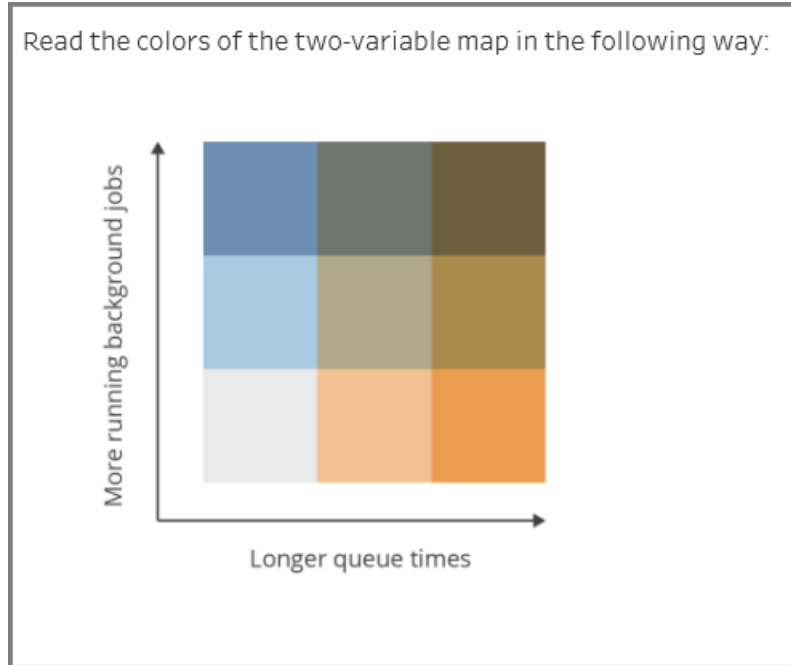 Read the colors of the two-variable map in the following way:
More running background jobs
Longer queue times